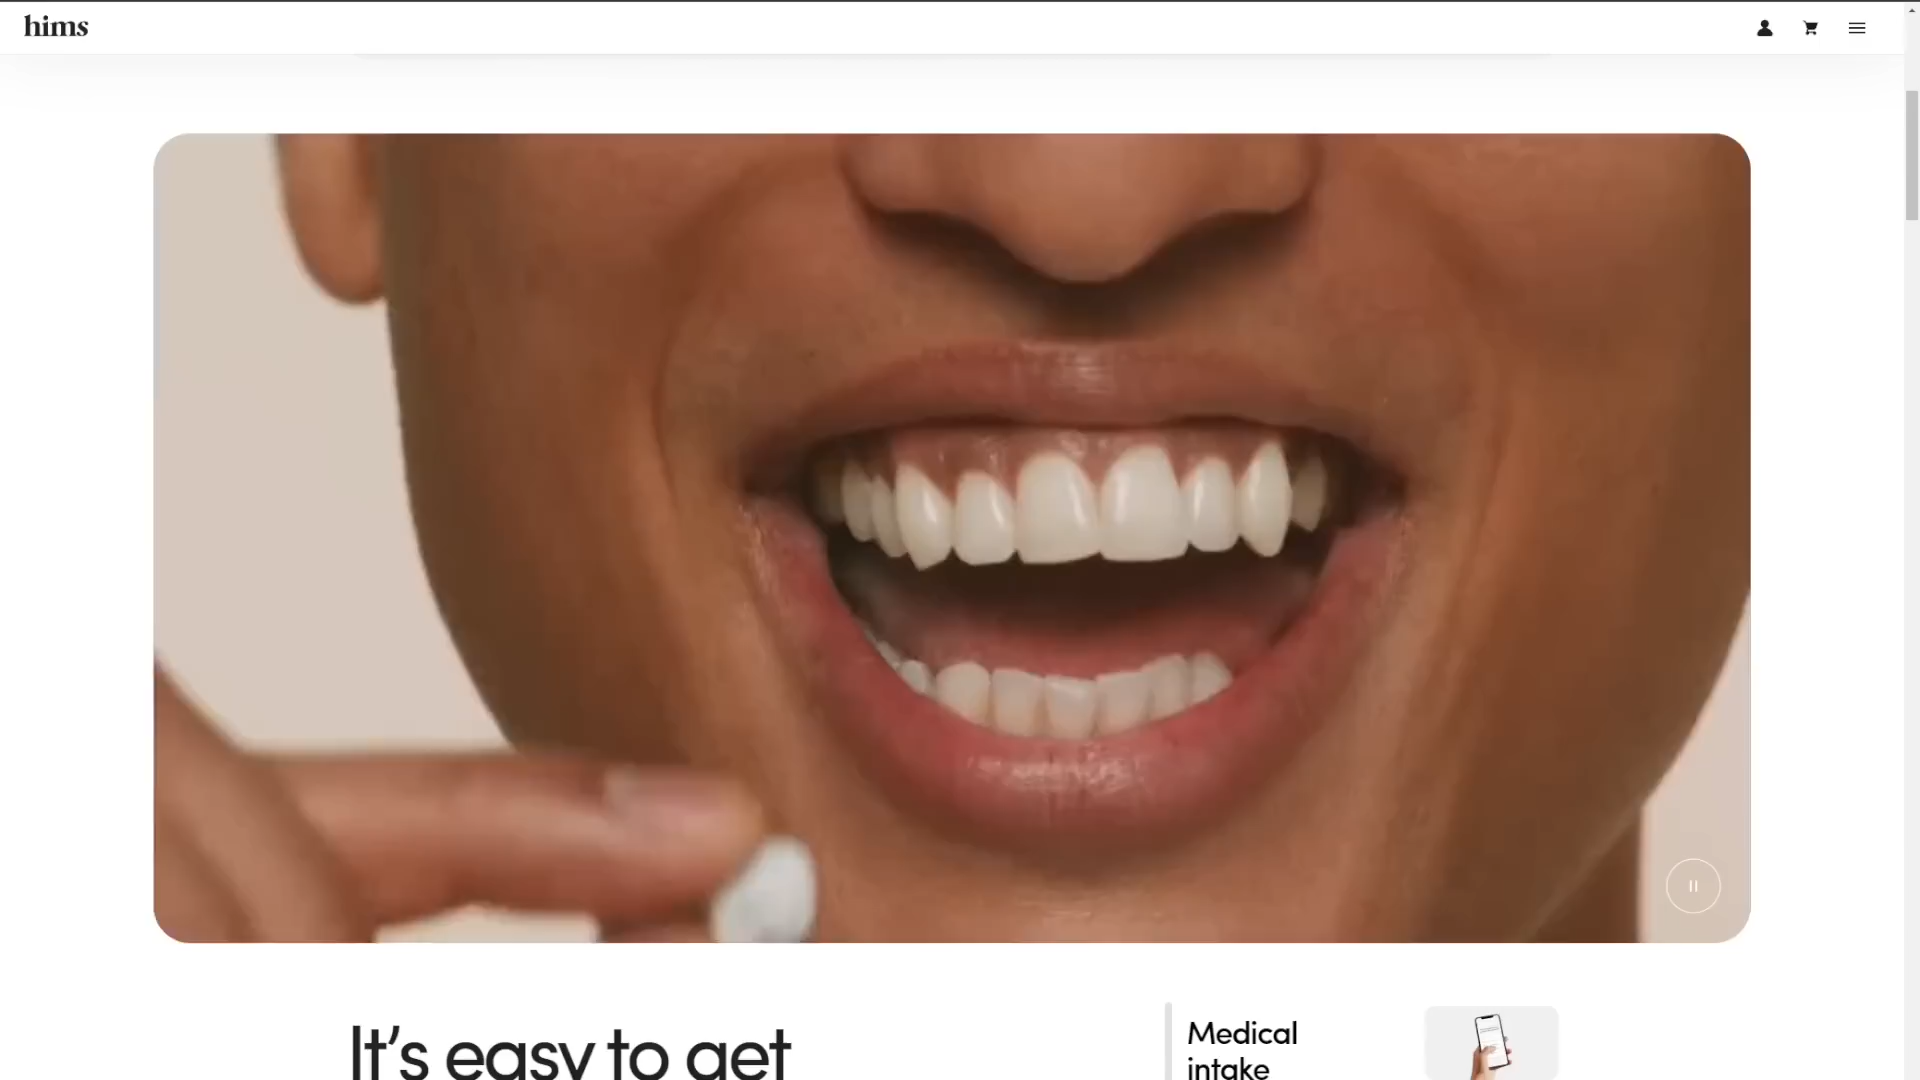 hims
It's easy to get
Medical
intake